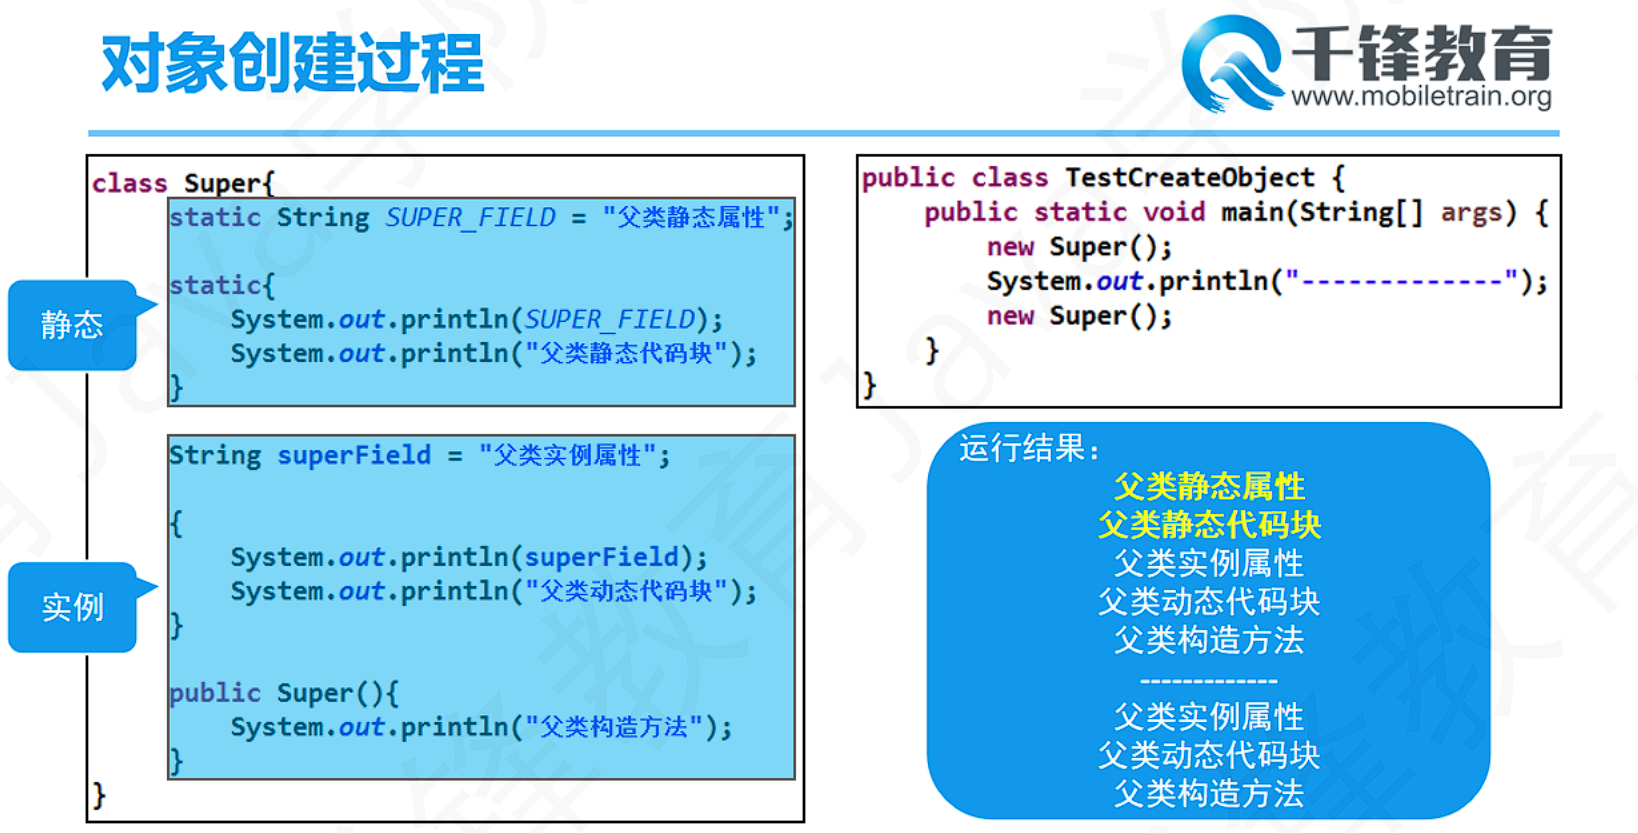 对象创建过程
千锋教育
www.mobiletrain.org
class Super{
static String SUPER_FIELD = "父类静态属性";
static{
System.out.println(SUPER_FIELD);
System.out.println("父类静态代码块");
}
String superField = "父类实例属性";
{
System.out.println(superField);
System.out.println("父类动态代码块");
}
public Super(){
System.out.println("父类构造方法");
}
}
静态
实例
public class TestCreateObject {
public static void main(String[] args) {
new Super();
System.out.println("-------------");
new Super();
}
}
运行结果：
父类静态属性
父类静态代码块
父类实例属性
父类动态代码块
父类构造方法
-------------
父类实例属性
父类动态代码块
父类构造方法